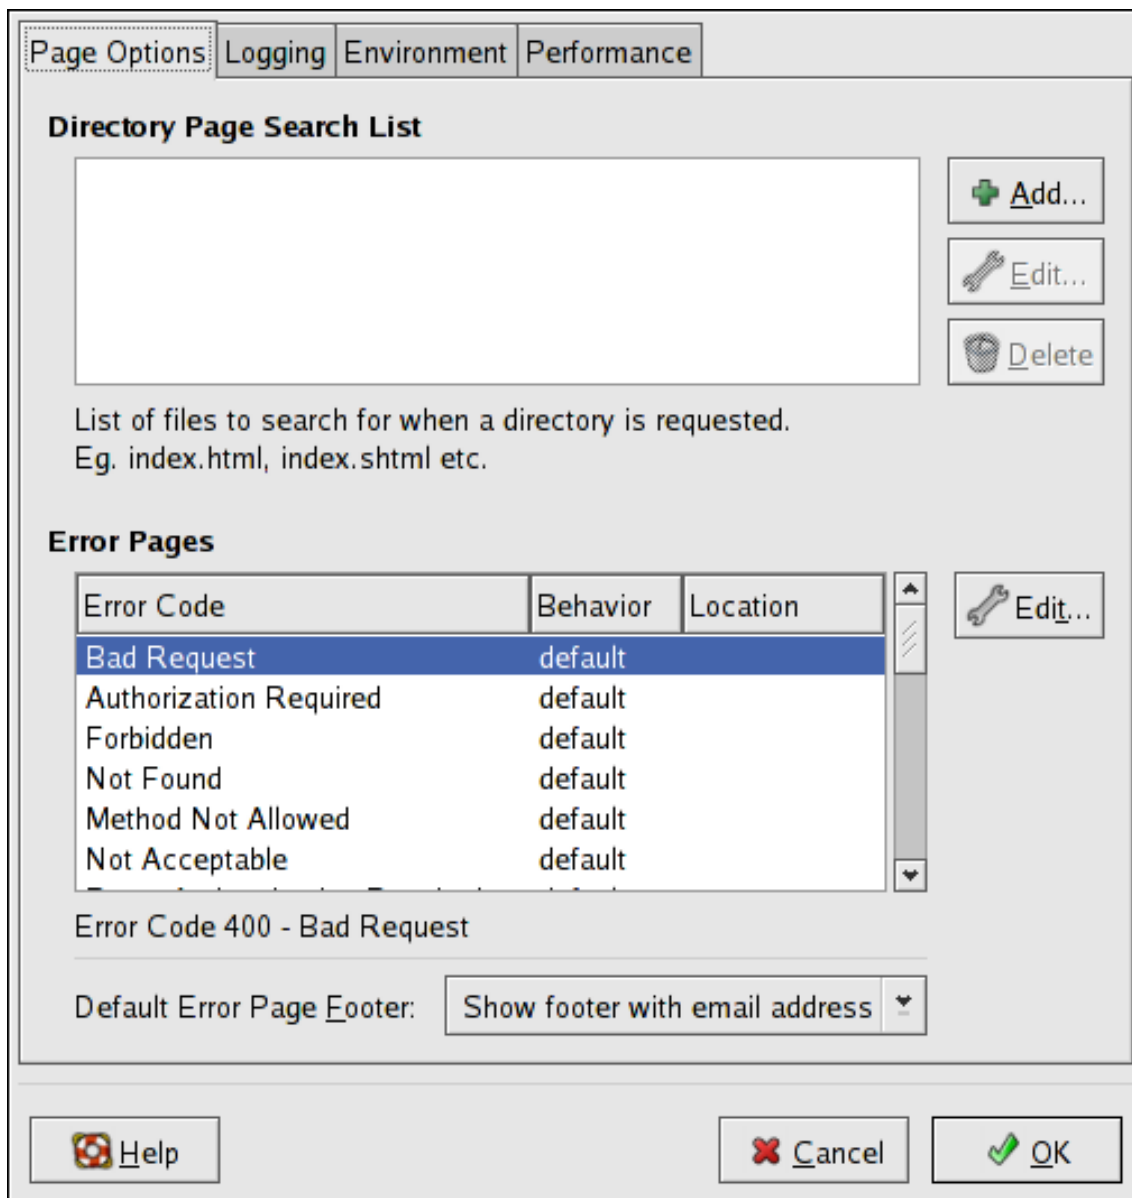 Page Options Logging Environment Performance
Directory Page Search List
Add...
Edit...
Delete
List of files to search for when a directory is requested.
Eg. index.html, index.shtml etc.
Error Pages
Error Code Behavior Location
Edit...
Bad Request default
Authorization Required default
Forbidden default
Not Found default
Method Not Allowed default
Not Acceptable default
Error Code 400 - Bad Request
Default Error Page Footer: Show footer with email address
Help Cancel OK